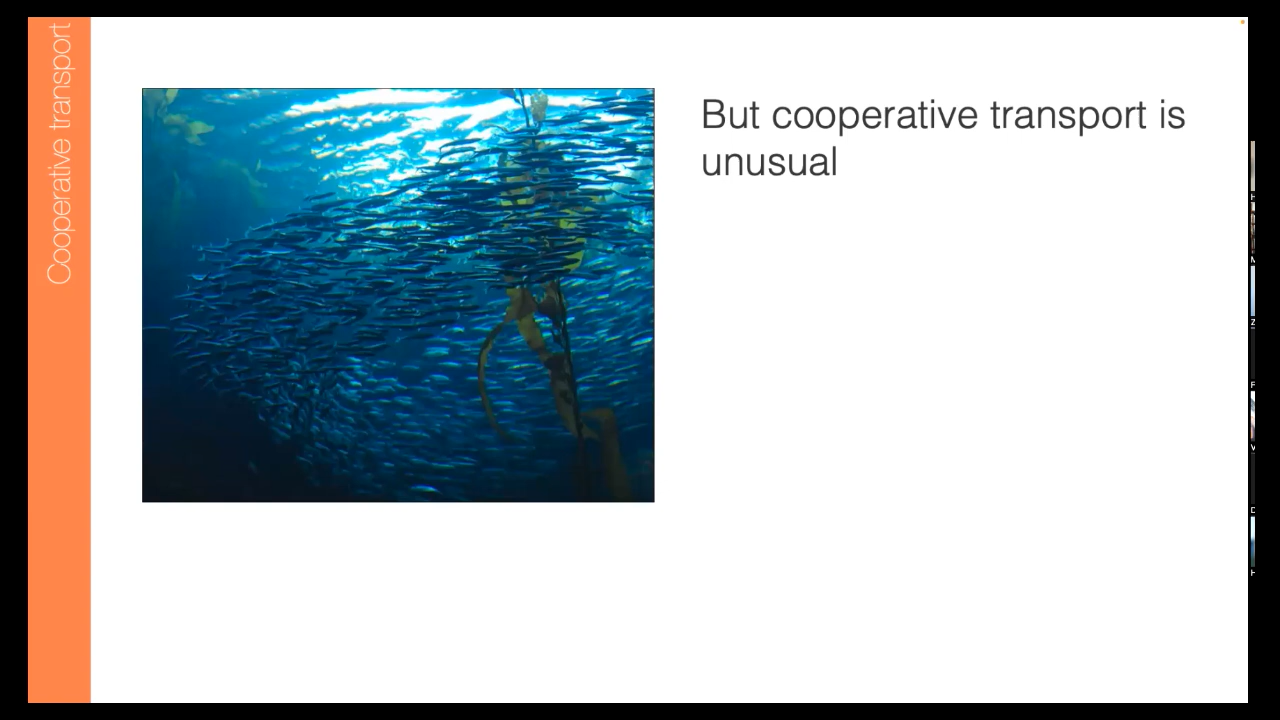 Cooperative transport
But cooperative transport is
unusual
H
M
Z
F
V
D
H